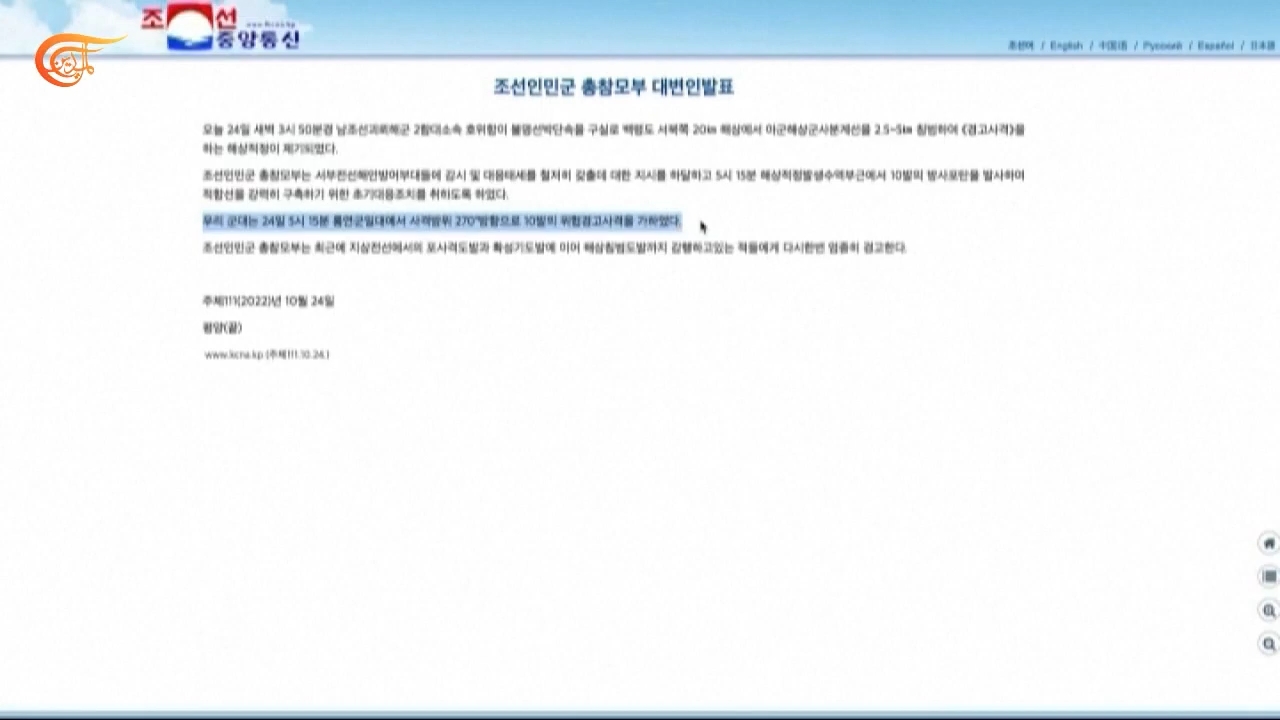 조선
www.kcna.kp
중앙통신
الميادين
조선어 / English / 中国语 / Русский / Español / 日本語
조선인민군 총참모부 대변인발표
오늘 24일 새벽 3시 50분경 남조선괴뢰해군 2함대소속 호위함이 불명선박단속을 구실로 백령도 서북쪽 20㎞ 해상에서 아군해상군사분계선을 2.5~5㎞ 침범하여 《경고사격》을
하는 해상적정이 제기되였다.
조선인민군 총참모부는 서부전선해안방어부대들에 감시 및 대응태세를 철저히 갖출데 대한 지시를 하달하고 5시 15분 해상적정발생수역부근에서 10발의 방사포탄을 발사하여
적함선을 강력히 구축하기 위한 초기대응조치를 취하도록 하였다.
우리 군대는 24일 5시 15분 룡연군일대에서 사격방위 270°방향으로 10발의 위협경고사격을 가하였다.
조선인민군 총참모부는 최근에 지상전선에서의 포사격도발과 확성기도발에 이어 해상침범도발까지 감행하고있는 적들에게 다시한번 엄중히 경고한다.
주체111(2022)년 10월 24일
평양(끝)
www.kcna.kp (주체111.10.24.)